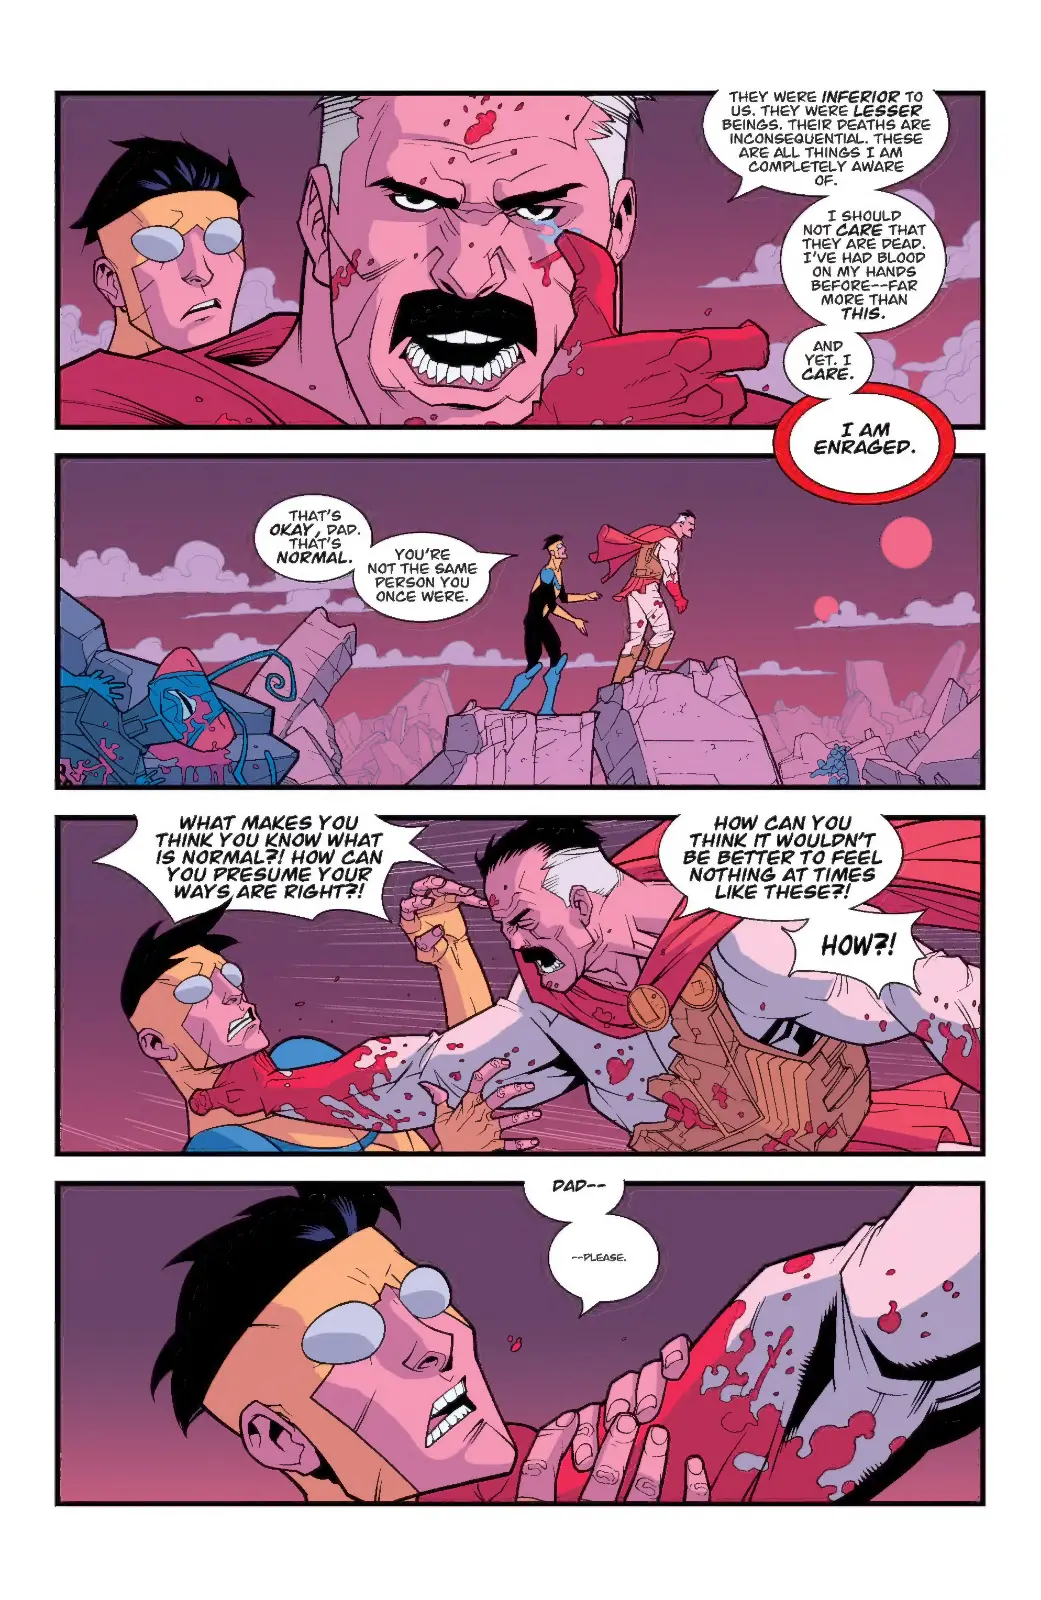 THEY WERE INFERIOR TO
US. THEY WERE LESSER
BEINGS. THEIR DEATHS ARE
INCONSEQUENTIAL. THESE
ARE ALL THINGS I AM
COMPLETELY AWARE
OF.
I SHOULD
NOT CARE THAT
THEY ARE DEAD.
I'VE HAD BLOOD
ON MY HANDS
BEFORE--FAR
MORE THAN
THIS.
AND
YET. I
CARE.
I AM
ENRAGED.
THAT'S
OKAY, DAD.
THAT'S
NORMAL.
YOU'RE
NOT THE SAME
PERSON YOU
ONCE WERE.
WHAT MAKES YOU
THINK YOU KNOW WHAT
IS NORMAL?! HOW CAN
YOU PRESUME YOUR
WAYS ARE RIGHT?!
HOW CAN YOU
THINK IT WOULDN'T
BE BETTER TO FEEL
NOTHING AT TIMES
LIKE THESE?!
HOW?!
DAD--
--PLEASE.